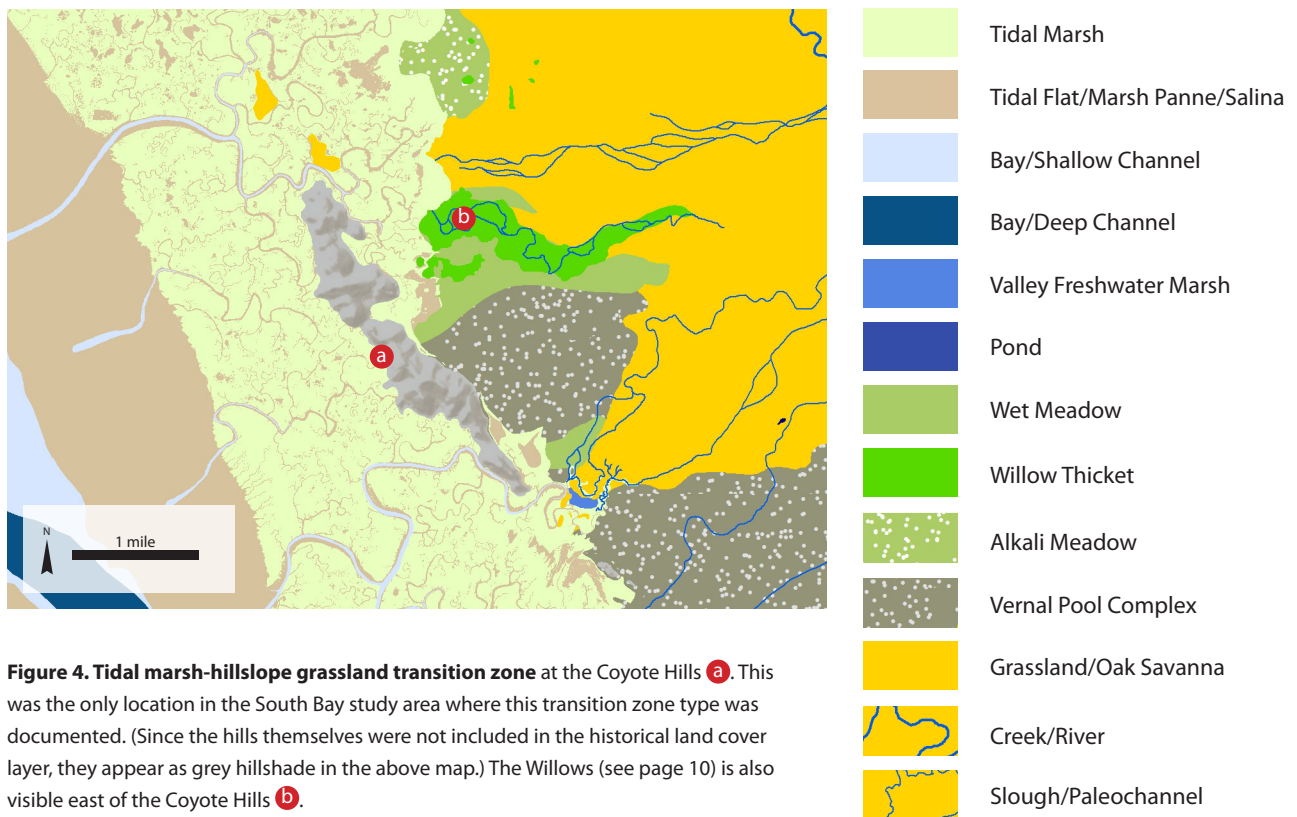 N
1 mile
a
b
Tidal Marsh
Tidal Flat/Marsh Panne/Salina
Bay/Shallow Channel
Bay/Deep Channel
Valley Freshwater Marsh
Pond
Wet Meadow
Willow Thicket
Alkali Meadow
Vernal Pool Complex
Grassland/Oak Savanna
Creek/River
Slough/Paleochannel
Figure 4. Tidal marsh-hillslope grassland transition zone at the Coyote Hills a. This
was the only location in the South Bay study area where this transition zone type was
documented. (Since the hills themselves were not included in the historical land cover
layer, they appear as grey hillshade in the above map.) The Willows (see page 10) is also
visible east of the Coyote Hills b.